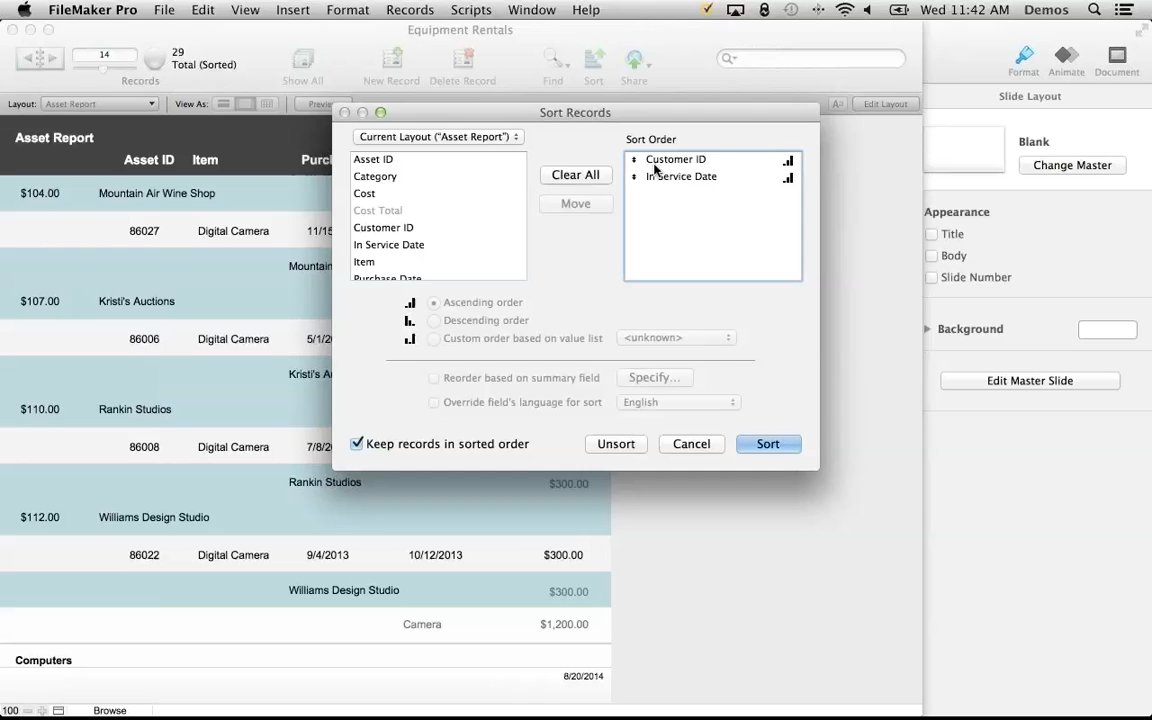 FileMaker Pro File Edit View Insert Format Records Scripts Window Help Wed 11:42 AM Demos
Equipment Rentals
14
29
Total (Sorted)
Records
Show All
New Record
Delete Record
Find
Sort
Share
Format
Animate
Document
Layout: Asset Report
View As:
Edit Layout
Slide Layout
Asset Report
Asset ID Item
$104.00 Mountain Air Wine Shop
86027 Digital Camera
$107.00 Kristi's Auctions
86006 Digital Camera
$110.00 Rankin Studios
86008 Digital Camera
Rankin Studios $300.00
$112.00 Williams Design Studio
86022 Digital Camera 9/4/2013 10/12/2013 $300.00
Williams Design Studio $300.00
Camera $1,200.00
Computers
8/20/2014
100
Browse
Sort Records
Current Layout ("Asset Report")
Sort Order
Asset ID
Category
Cost
Cost Total
Customer ID
In Service Date
Item
Purchase Date
Clear All
Move
Customer ID
In Service Date
Ascending order
Descending order
Custom order based on value list
<unknown>
Reorder based on summary field
Specify...
Override field's language for sort
English
Keep records in sorted order
Unsort
Cancel
Sort
Blank
Change Master
Appearance
Title
Body
Slide Number
Background
Edit Master Slide